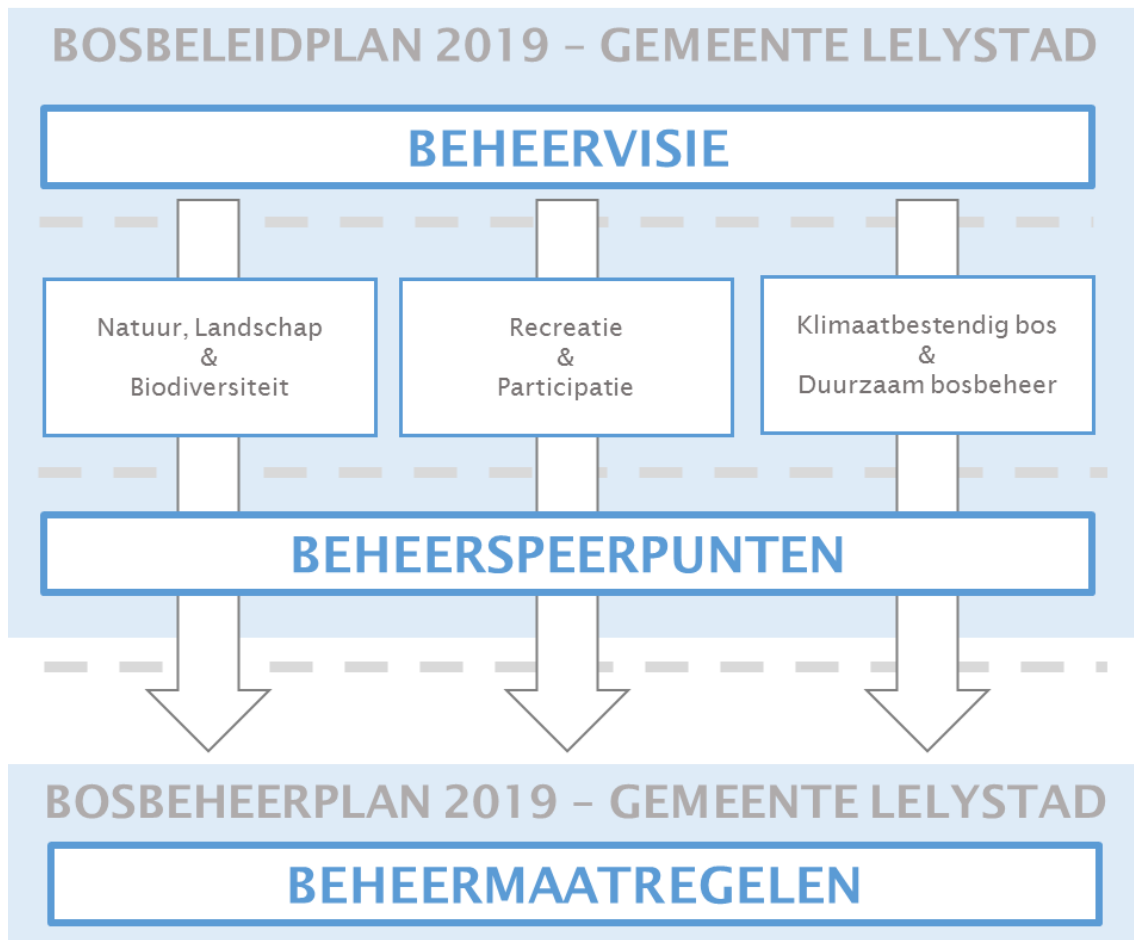 BOSBELEIDPLAN 2019 – GEMEENTE LELYSTAD
BEHEERVISIE
Natuur, Landschap
&
Biodiversiteit
Recreatie
&
Participatie
Klimaatbestendig bos
&
Duurzaam bosbeheer
BEHEERSPEERPUNTEN
BOSBEHEERPLAN 2019 – GEMEENTE LELYSTAD
BEHEERMAATREGELEN